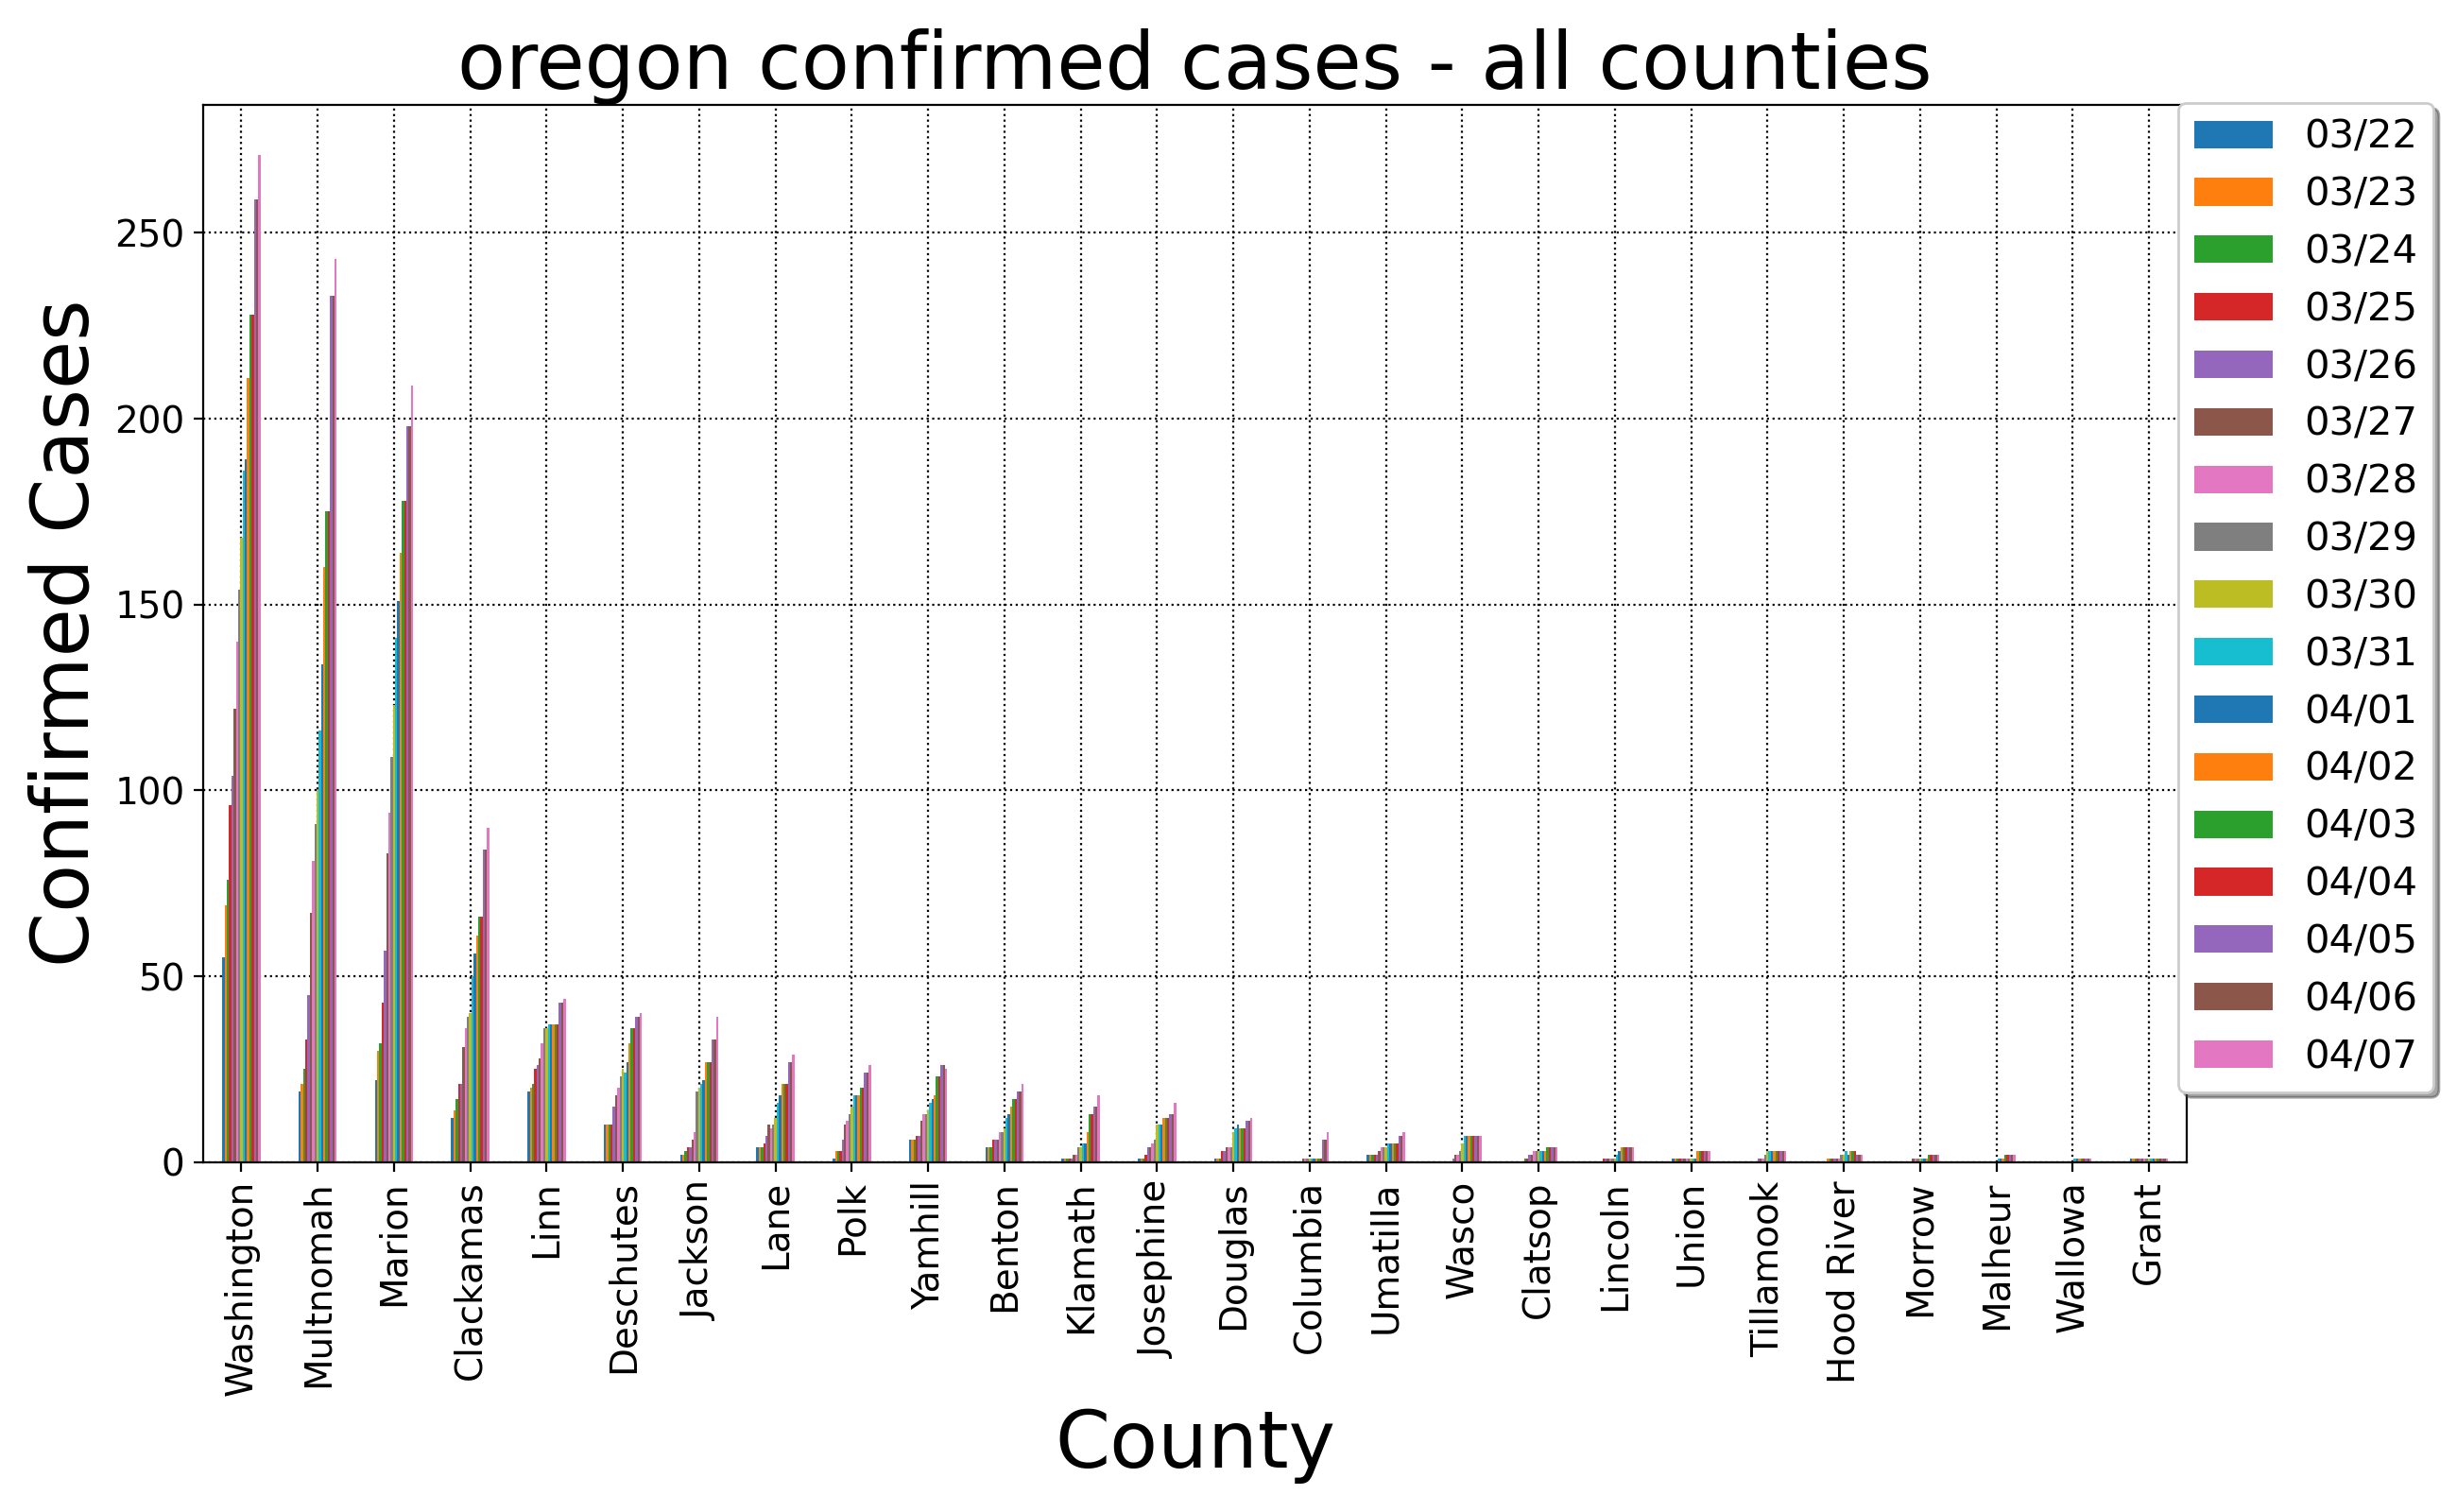 oregon confirmed cases - all counties
Confirmed Cases
250
200
150
100
50
0
Washington
Multnomah
Marion
Clackamas
Linn
Deschutes
Jackson
Lane
Polk
Yamhill
Benton
Klamath
Josephine
Douglas
Columbia
Umatilla
Wasco
Clatsop
Lincoln
Union
Tillamook
Hood River
Morrow
Malheur
Wallowa
Grant
County
03/22
03/23
03/24
03/25
03/26
03/27
03/28
03/29
03/30
03/31
04/01
04/02
04/03
04/04
04/05
04/06
04/07